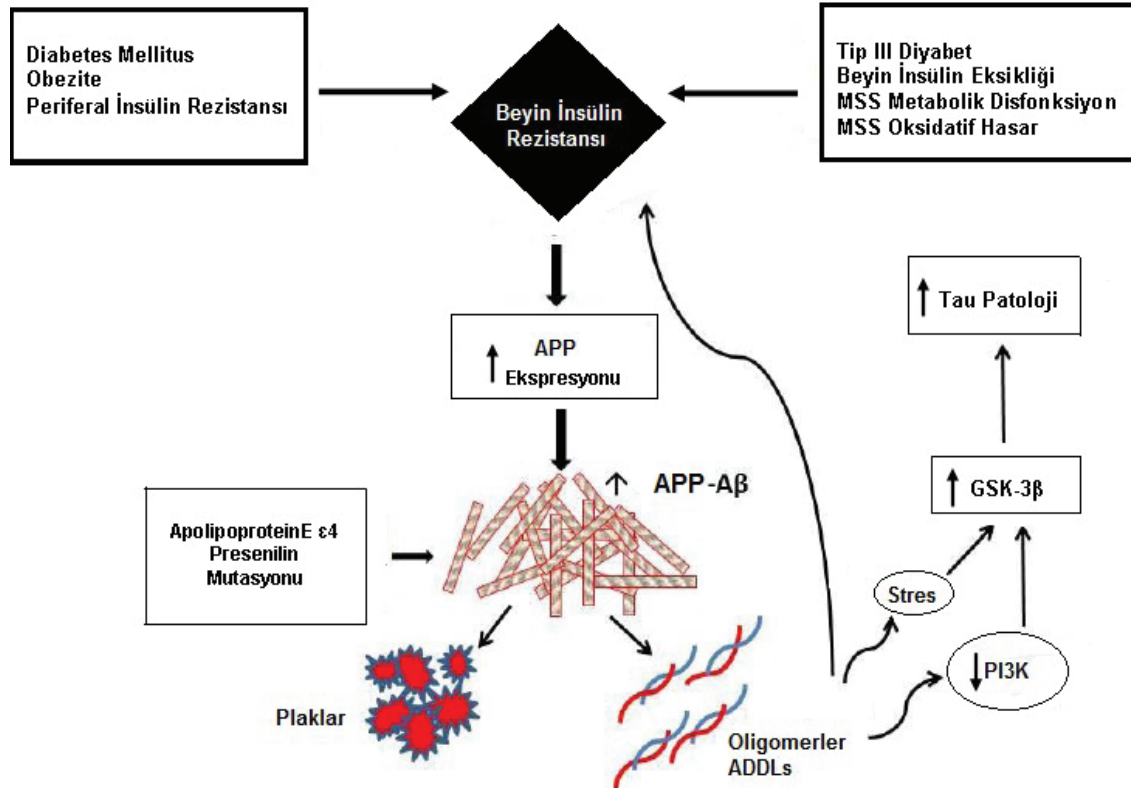 Diabetes Mellitus
Obezite
Periferal İnsülin Rezistansı
Beyin İnsülin
Rezistansı
Tip III Diyabet
Beyin İnsülin Eksikliği
MSS Metabolik Disfonksiyon
MSS Oksidatif Hasar
↑ Tau Patoloji
↑ APP
Ekspresyonu
↑ APP-Aβ
↑ GSK-3β
ApolipoproteinE ε4
Presenilin
Mutasyonu
Stres
↓PI3K
Plaklar
Oligomerler
ADDLs